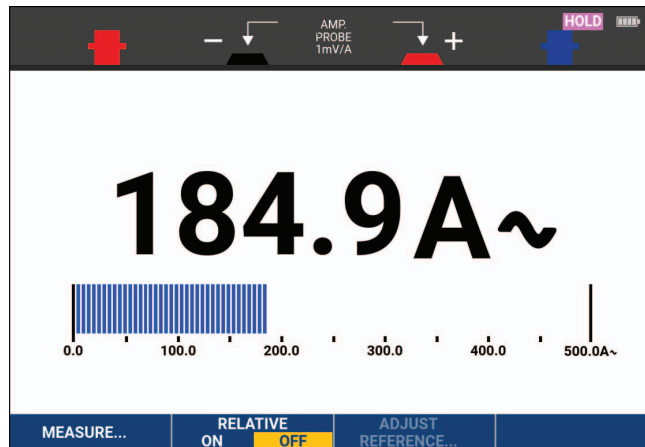 AMP.
PROBE
1mV/A
HOLD
− +
184.9A~
0.0 100.0 200.0 300.0 400.0 500.0A~
MEASURE...
RELATIVE
ON OFF
ADJUST
REFERENCE...